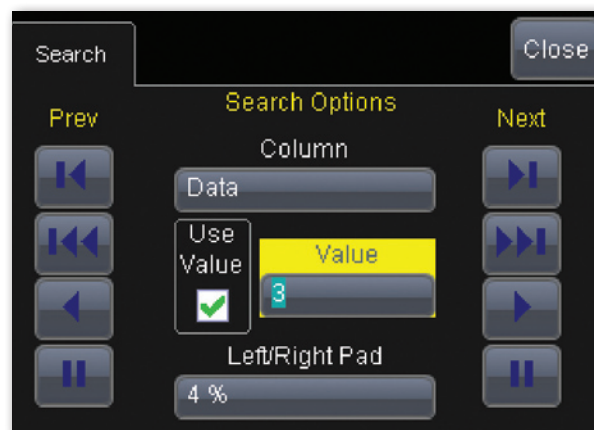 Search
Close
Prev
Search Options
Next
Column
Data
Use
Value
Value
3
Left/Right Pad
4 %